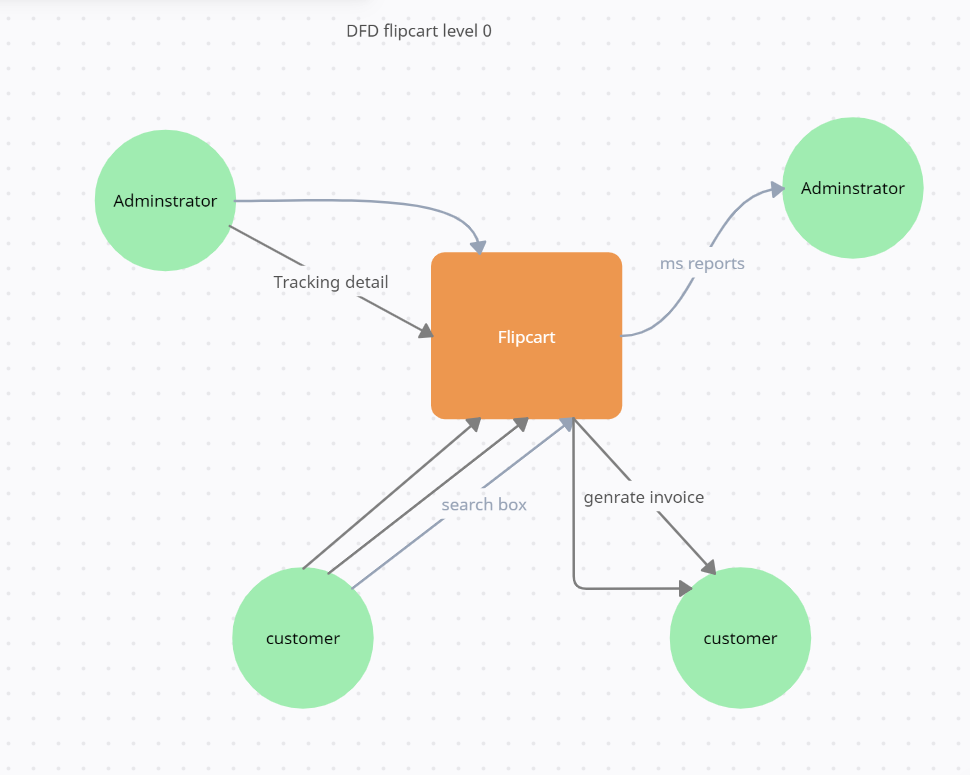 DFD flipcart level 0
Adminstrator
Adminstrator
ms reports
Tracking detail
Flipcart
search box
genrate invoice
customer
customer